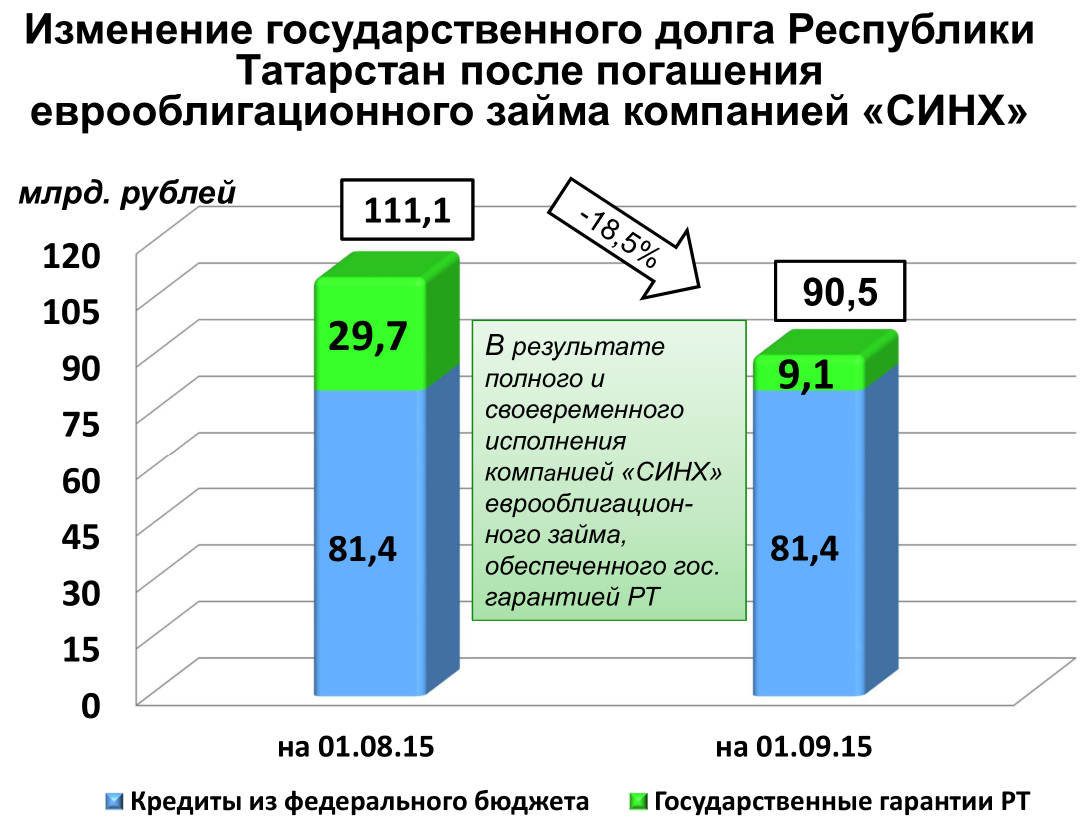 Изменение государственного долга Республики
Татарстан после погашения
еврооблигационного займа компанией «СИНХ»
млрд. рублей
111,1
-18,5%
90,5
120
105
90
75
60
45
30
15
0
29,7
81,4
В результате
полного и
своевременного
исполнения
компанией «СИНХ»
еврооблигацион-
ного займа,
обеспеченного гос.
гарантией РТ
9,1
81,4
на 01.08.15
на 01.09.15
Кредиты из федерального бюджета
Государственные гарантии РТ